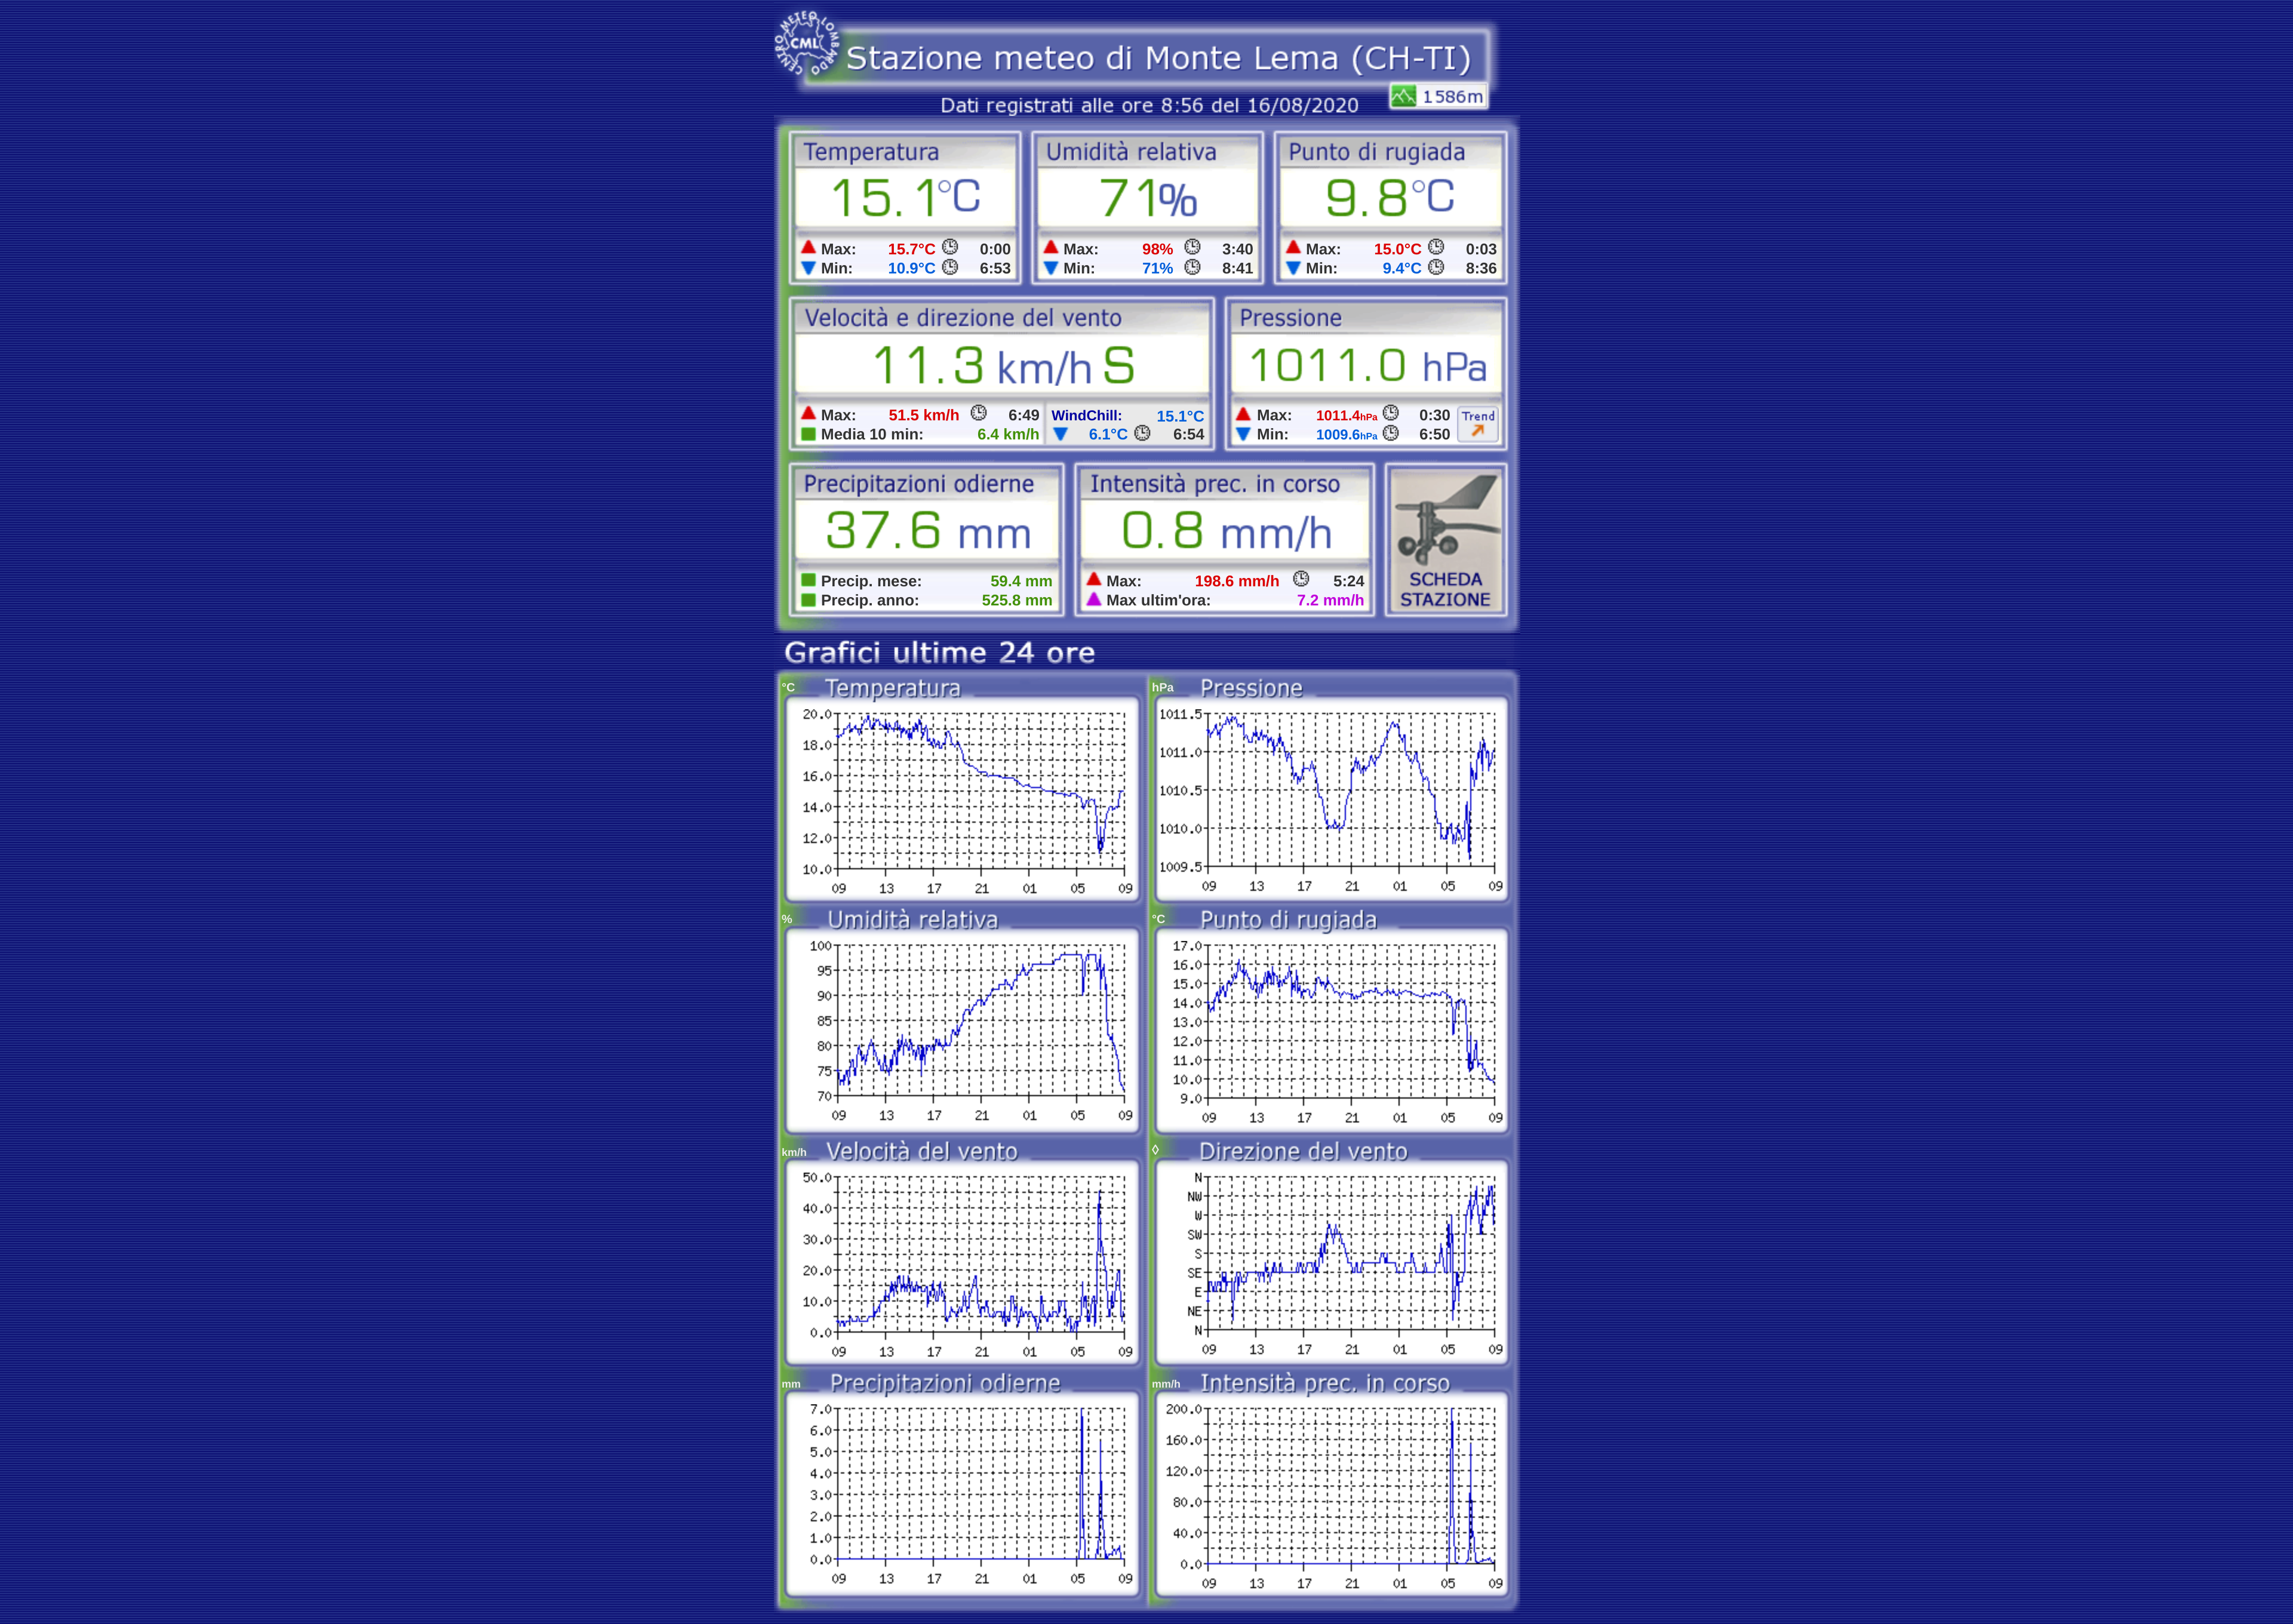 CENTRO METEO LOMBARDO
CML
Stazione meteo di Monte Lema (CH-TI)
1586m
Dati registrati alle ore 8:56 del 16/08/2020
Temperatura Umidità relativa Punto di rugiada
15.1°C 71% 9.8°C
Max: 15.7°C 0:00 Max: 98% 3:40 Max: 15.0°C 0:03
Min: 10.9°C 6:53 Min: 71% 8:41 Min: 9.4°C 8:36
Velocità e direzione del vento Pressione
11.3 km/h S 1011.0 hPa
Max: 51.5 km/h 6:49 WindChill: 15.1°C Max: 1011.4hPa 0:30 Trend
Media 10 min: 6.4 km/h 6.1°C 6:54 Min: 1009.6hPa 6:50
Precipitazioni odierne Intensità prec. in corso
37.6 mm 0.8 mm/h
Precip. mese: 59.4 mm Max: 198.6 mm/h 5:24 SCHEDA
Precip. anno: 525.8 mm Max ultim'ora: 7.2 mm/h STAZIONE
Grafici ultime 24 ore
°C Temperatura
20.0
18.0
16.0
14.0
12.0
10.0
09 13 17 21 01 05 09
hPa Pressione
1011.5
1011.0
1010.5
1010.0
1009.5
09 13 17 21 01 05 09
% Umidità relativa
100
95
90
85
80
75
70
09 13 17 21 01 05 09
°C Punto di rugiada
17.0
16.0
15.0
14.0
13.0
12.0
11.0
10.0
9.0
09 13 17 21 01 05 09
km/h Velocità del vento
50.0
40.0
30.0
20.0
10.0
0.0
09 13 17 21 01 05 09
◊ Direzione del vento
N
NW
W
SW
S
SE
E
NE
N
09 13 17 21 01 05 09
mm Precipitazioni odierne
7.0
6.0
5.0
4.0
3.0
2.0
1.0
0.0
09 13 17 21 01 05 09
mm/h Intensità prec. in corso
200.0
160.0
120.0
80.0
40.0
0.0
09 13 17 21 01 05 09